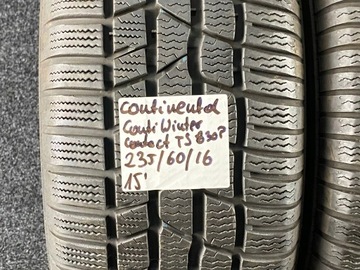 Continental
ContiWinter
Contact TS 830P
235/60/16
15'